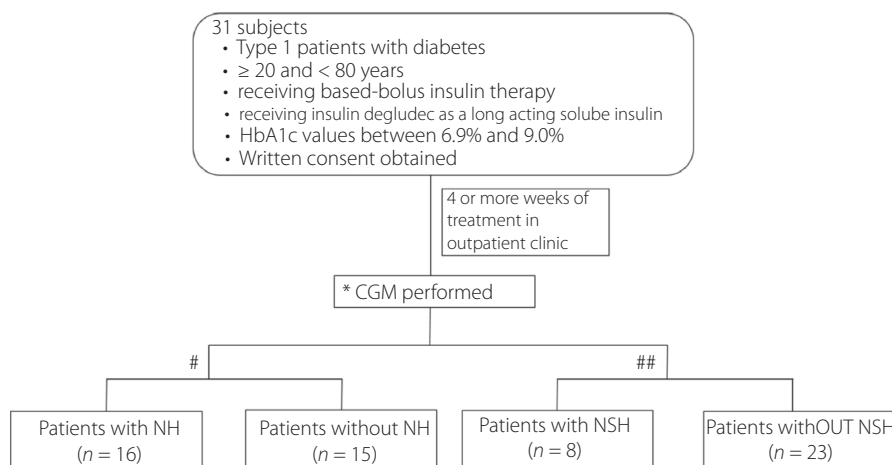 31 subjects
• Type 1 patients with diabetes
• ≥ 20 and < 80 years
• receiving based-bolus insulin therapy
• receiving insulin degludec as a long acting solube insulin
• HbA1c values between 6.9% and 9.0%
• Written consent obtained
4 or more weeks of
treatment in
outpatient clinic
* CGM performed
#
##
Patients with NH
(n = 16)
Patients without NH
(n = 15)
Patients with NSH
(n = 8)
Patients withOUT NSH
(n = 23)